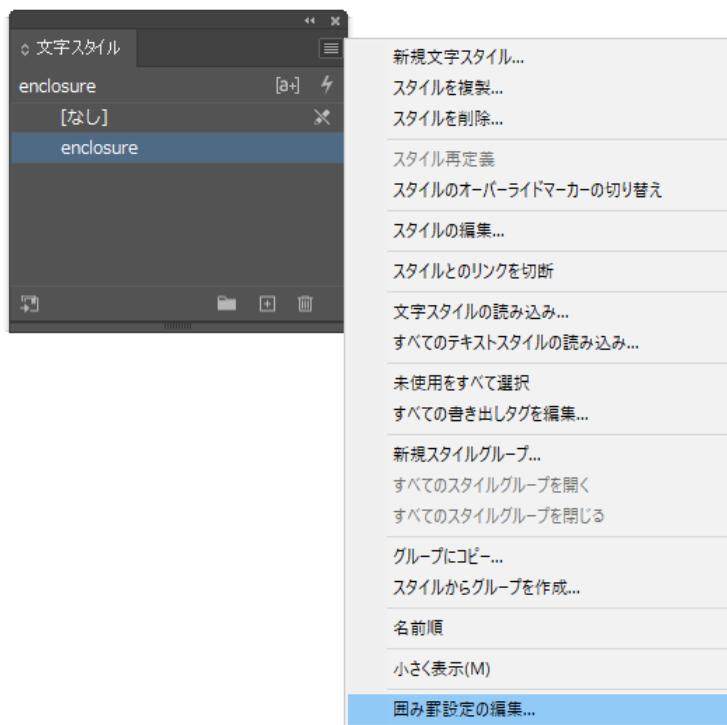 文字スタイル
enclosure
[a+]
[なし]
enclosure
新規文字スタイル...
スタイルを複製...
スタイルを削除...
スタイル再定義
スタイルのオーバーライドマーカーの切り替え
スタイルの編集...
スタイルとのリンクを切断
文字スタイルの読み込み...
すべてのテキストスタイルの読み込み...
未使用をすべて選択
すべての書き出しタグを編集...
新規スタイルグループ...
すべてのスタイルグループを開く
すべてのスタイルグループを閉じる
グループにコピー...
スタイルからグループを作成...
名前順
小さく表示(M)
囲み罫設定の編集...